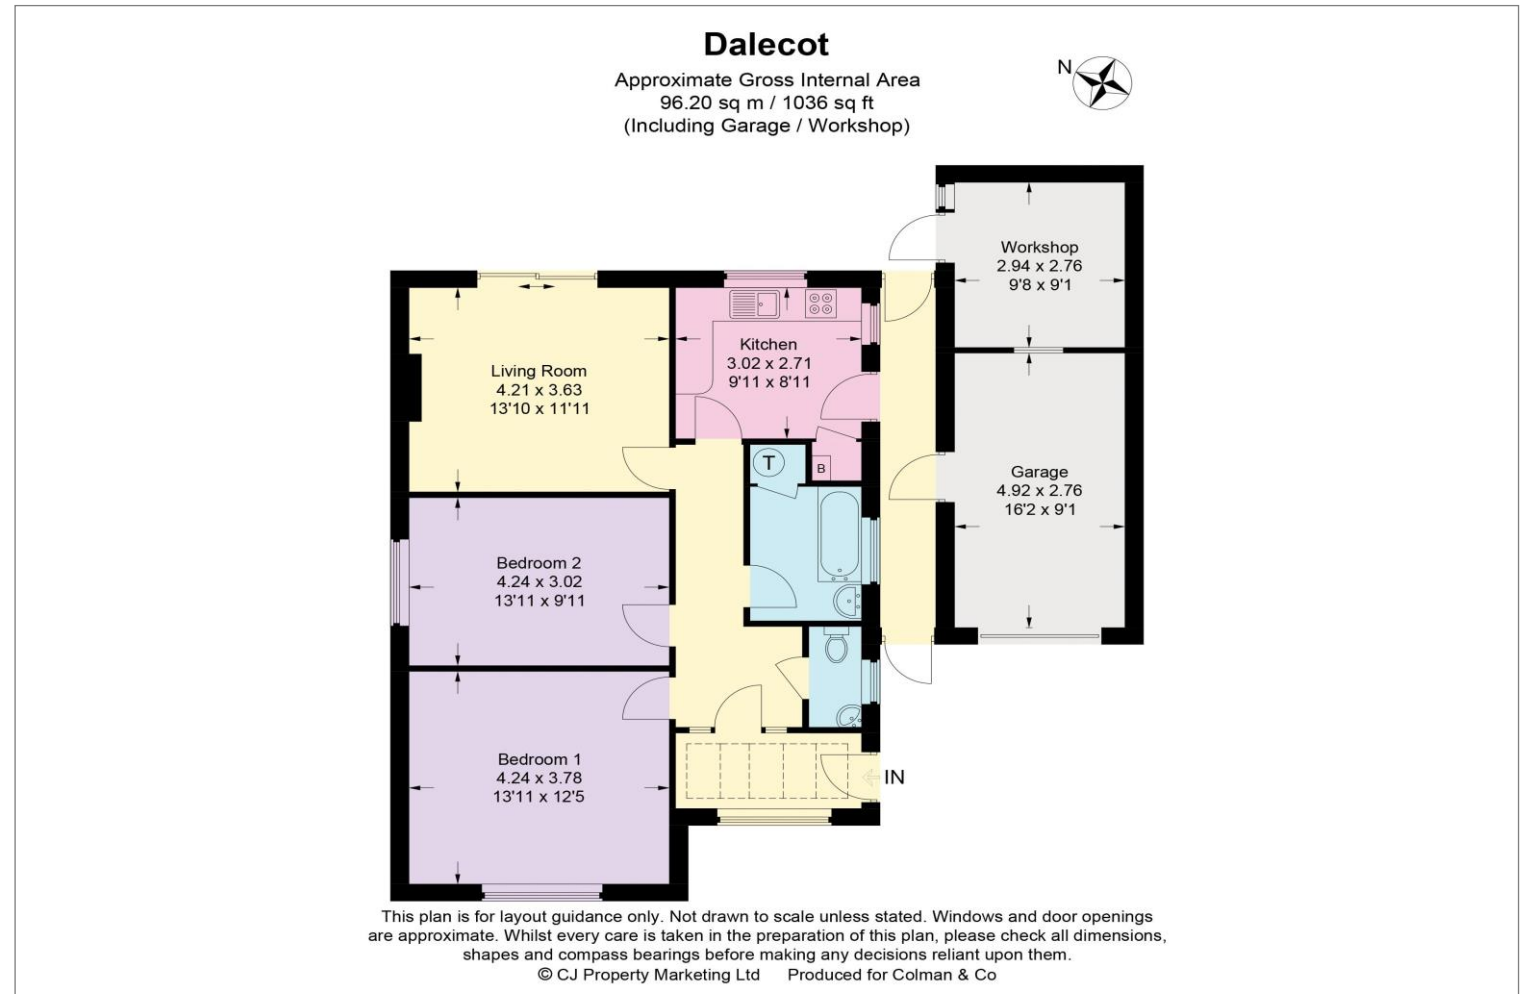 Dalecot
Approximate Gross Internal Area
96.20 sq m / 1036 sq ft
(Including Garage / Workshop)
N
Workshop
2.94 x 2.76
9'8 x 9'1
Kitchen
3.02 x 2.71
9'11 x 8'11
Living Room
4.21 x 3.63
13'10 x 11'11
T
B
Garage
4.92 x 2.76
16'2 x 9'1
Bedroom 2
4.24 x 3.02
13'11 x 9'11
Bedroom 1
4.24 x 3.78
13'11 x 12'5
IN
This plan is for layout guidance only. Not drawn to scale unless stated. Windows and door openings
are approximate. Whilst every care is taken in the preparation of this plan, please check all dimensions,
shapes and compass bearings before making any decisions reliant upon them.
© CJ Property Marketing Ltd Produced for Colman & Co